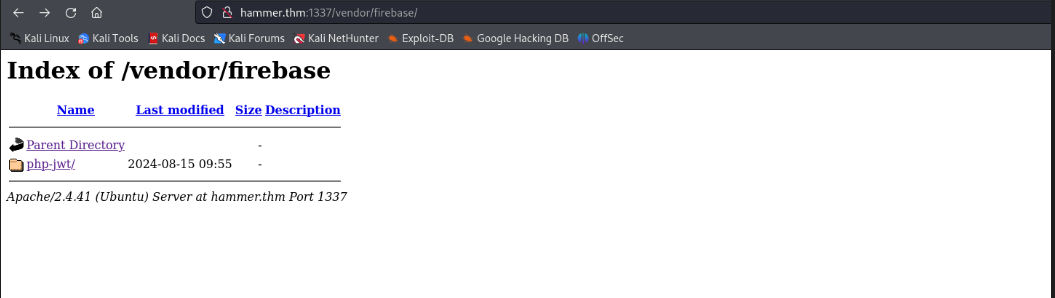 hammer.thm:1337/vendor/firebase/
Kali Linux Kali Tools Kali Docs Kali Forums Kali NetHunter Exploit-DB Google Hacking DB OffSec
Index of /vendor/firebase
Name Last modified Size Description
Parent Directory -
php-jwt/ 2024-08-15 09:55 -
Apache/2.4.41 (Ubuntu) Server at hammer.thm Port 1337